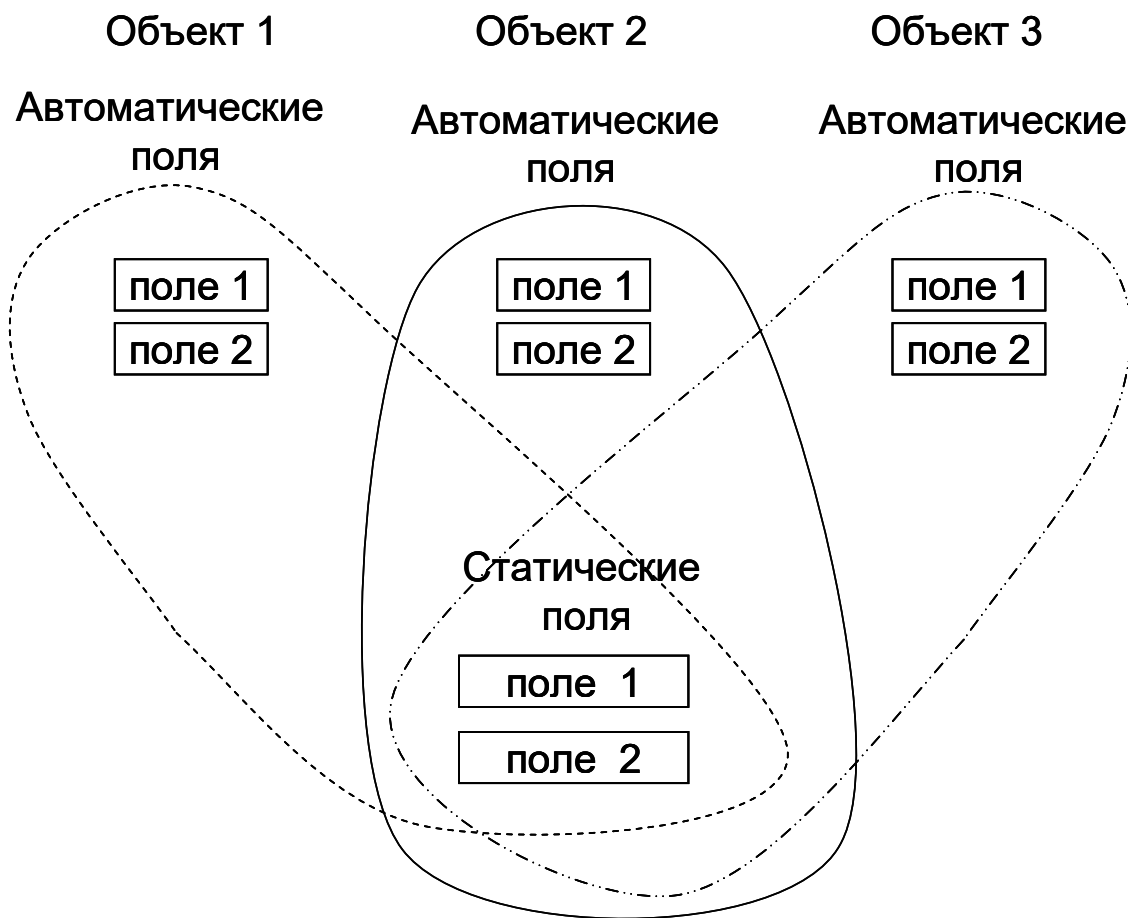 Объект 1
Объект 2
Объект 3
Автоматические
поля
Автоматические
поля
Автоматические
поля
поле 1
поле 2
поле 1
поле 2
поле 1
поле 2
Статические
поля
поле 1
поле 2